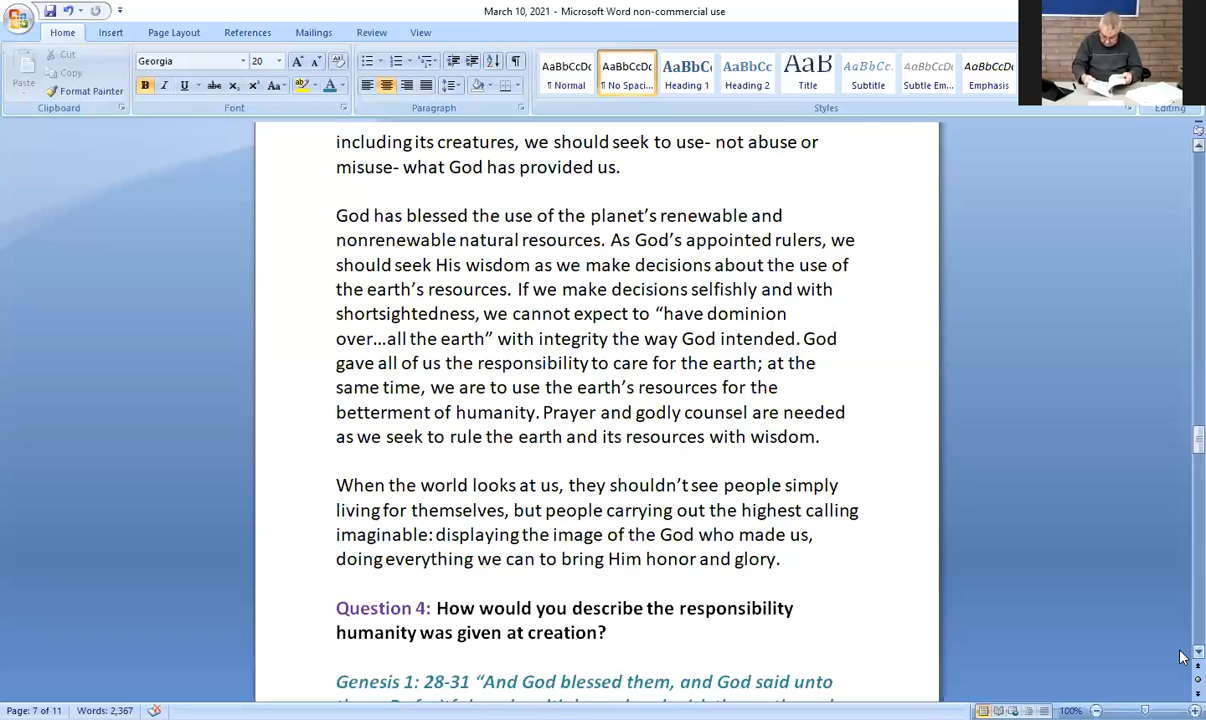 March 10, 2021 - Microsoft Word non-commercial use
Home Insert Page Layout References Mailings Review View
Paste
Cut
Copy
Format Painter
Clipboard
Georgia 20
Font
Paragraph
AaBbCcDc AaBbCcDc AaBbC AaBbCc AaB AaBbCc AaBbCcDc AaBbCcDc
¶ Normal ¶ No Spaci... Heading 1 Heading 2 Title Subtitle Subtle Em... Emphasis
Styles
Editing
including its creatures, we should seek to use- not abuse or
misuse- what God has provided us.
God has blessed the use of the planet's renewable and
nonrenewable natural resources. As God's appointed rulers, we
should seek His wisdom as we make decisions about the use of
the earth's resources. If we make decisions selfishly and with
shortsightedness, we cannot expect to “have dominion
over...all the earth” with integrity the way God intended. God
gave all of us the responsibility to care for the earth; at the
same time, we are to use the earth's resources for the
betterment of humanity. Prayer and godly counsel are needed
as we seek to rule the earth and its resources with wisdom.
When the world looks at us, they shouldn't see people simply
living for themselves, but people carrying out the highest calling
imaginable: displaying the image of the God who made us,
doing everything we can to bring Him honor and glory.
Question 4: How would you describe the responsibility
humanity was given at creation?
Genesis 1: 28-31 “And God blessed them, and God said unto
Page: 7 of 11 Words: 2,367 100%